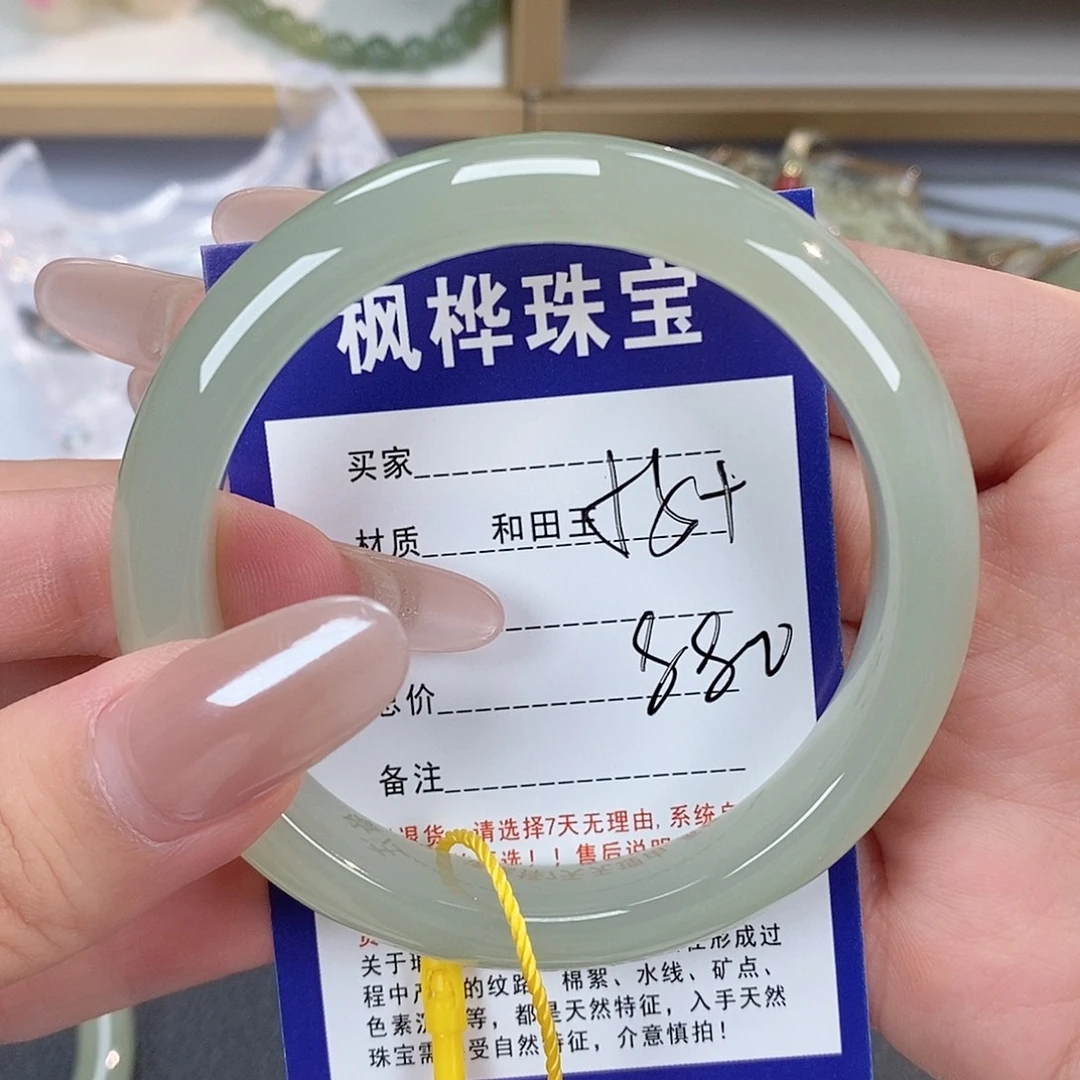 枫桦珠宝
买家
材质 和田玉
880
总价
备注
退货 请选择7天无理由,系统
选!!售后说明
形成过
关于 的纹路 棉絮、水线、矿点、
程中产
色素沉 等,都是天然特征,入手天然
珠宝需 受自然特征,介意慎拍!